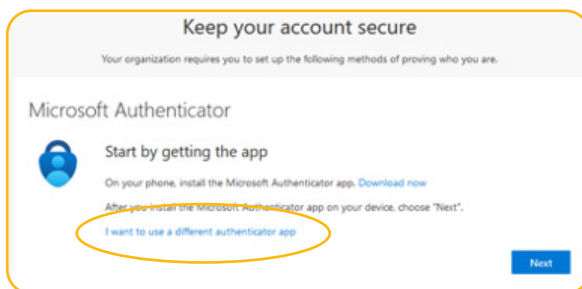 Keep your account secure
Your organization requires you to set up the following methods of proving who you are.
Microsoft Authenticator
Start by getting the app
On your phone, install the Microsoft Authenticator app. Download now
After you install the Microsoft Authenticator app on your device, choose "Next".
I want to use a different authenticator app
Next